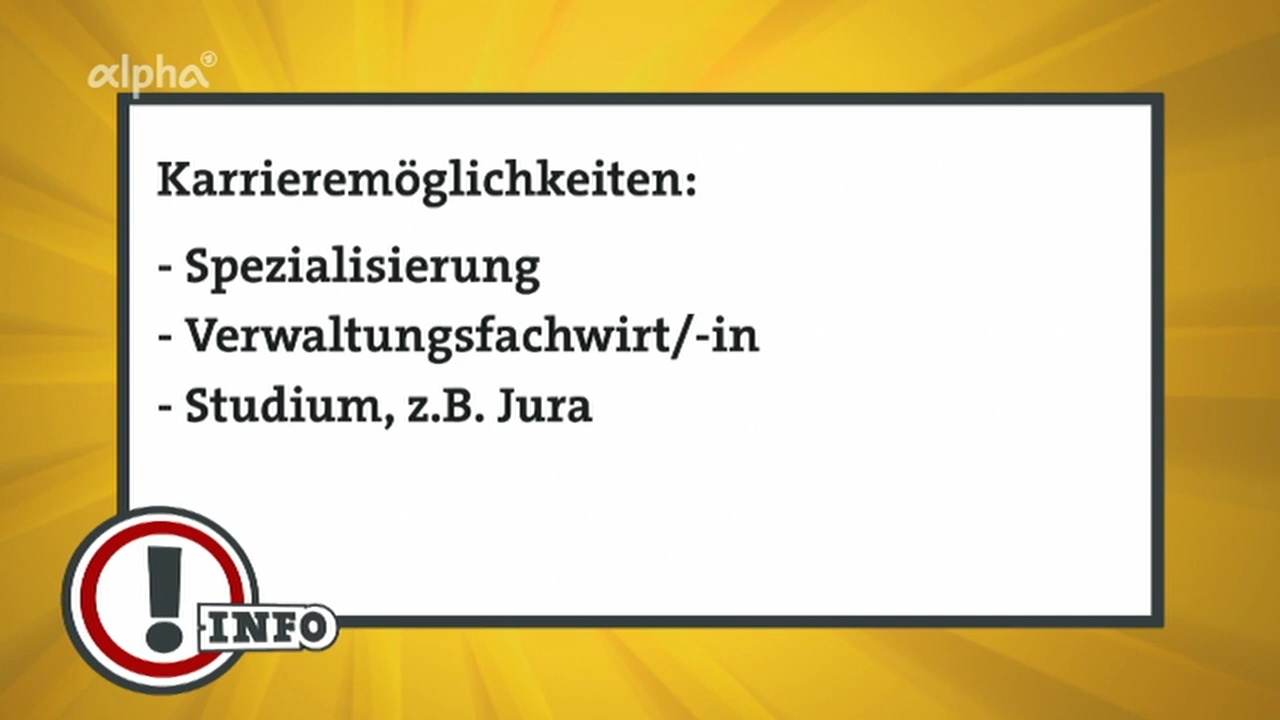 alpha
Karrieremöglichkeiten:
- Spezialisierung
- Verwaltungsfachwirt/-in
- Studium, z.B. Jura
! INFO